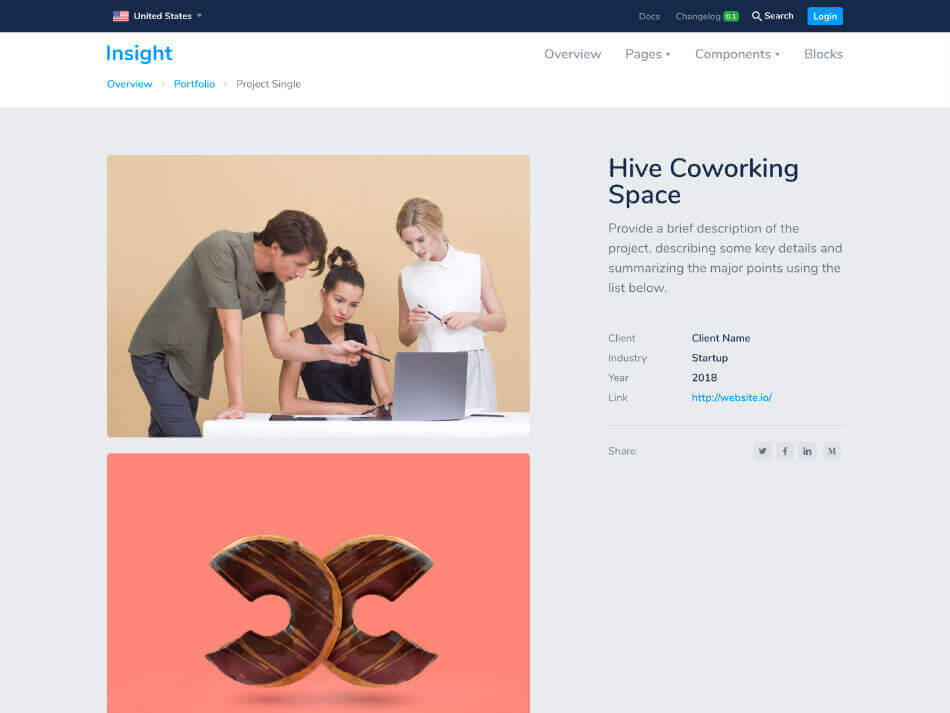 United States
Docs
Changelog 0.1
Search
Login
Insight
Overview
Pages
Components
Blocks
Overview
Portfolio
Project Single
Hive Coworking
Space
Provide a brief description of the
project, describing some key details and
summarizing the major points using the
list below.
Client Client Name
Industry Startup
Year 2018
Link http://website.io/
Share: